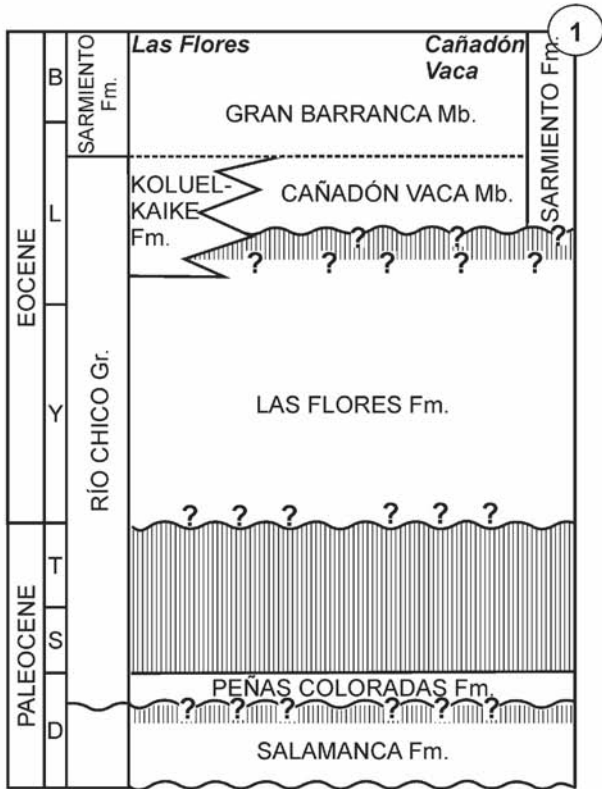 1
Las Flores
Cañadón
Vaca
EOCENE
PALEOCENE
B
L
Y
T
S
D
SARMIENTO
Fm.
RÍO CHICO Gr.
SARMIENTO Fm.
GRAN BARRANCA Mb.
KOLUEL-
KAIKE
Fm.
CAÑADÓN VACA Mb.
? ? ?
? ? ? ? ?
LAS FLORES Fm.
? ? ? ? ? ?
PEÑAS COLORADAS Fm.
? ? ? ? ? ?
SALAMANCA Fm.